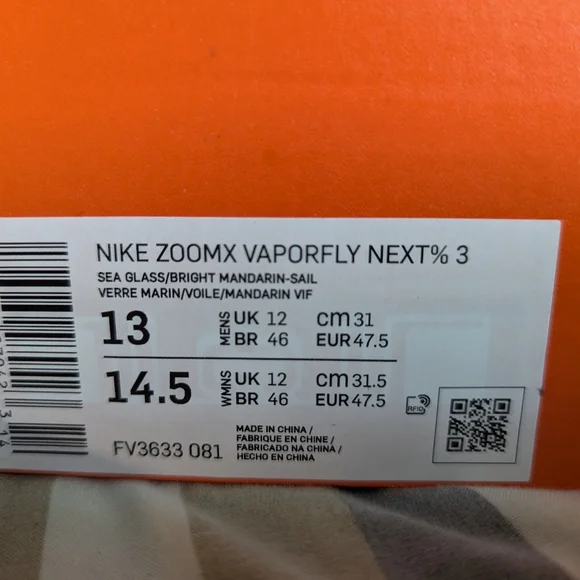 NIKE ZOOMX VAPORFLY NEXT% 3
SEA GLASS/BRIGHT MANDARIN-SAIL
VERRE MARIN/VOILE/MANDARIN VIF
13 MENS UK 12 CM 31
BR 46 EUR 47.5
14.5 WMNS UK 12 CM 31.5
BR 46 EUR 47.5
RFID
FV3633 081
MADE IN CHINA /
FABRIQUE EN CHINE /
FABRICADO NA CHINA /
HECHO EN CHINA